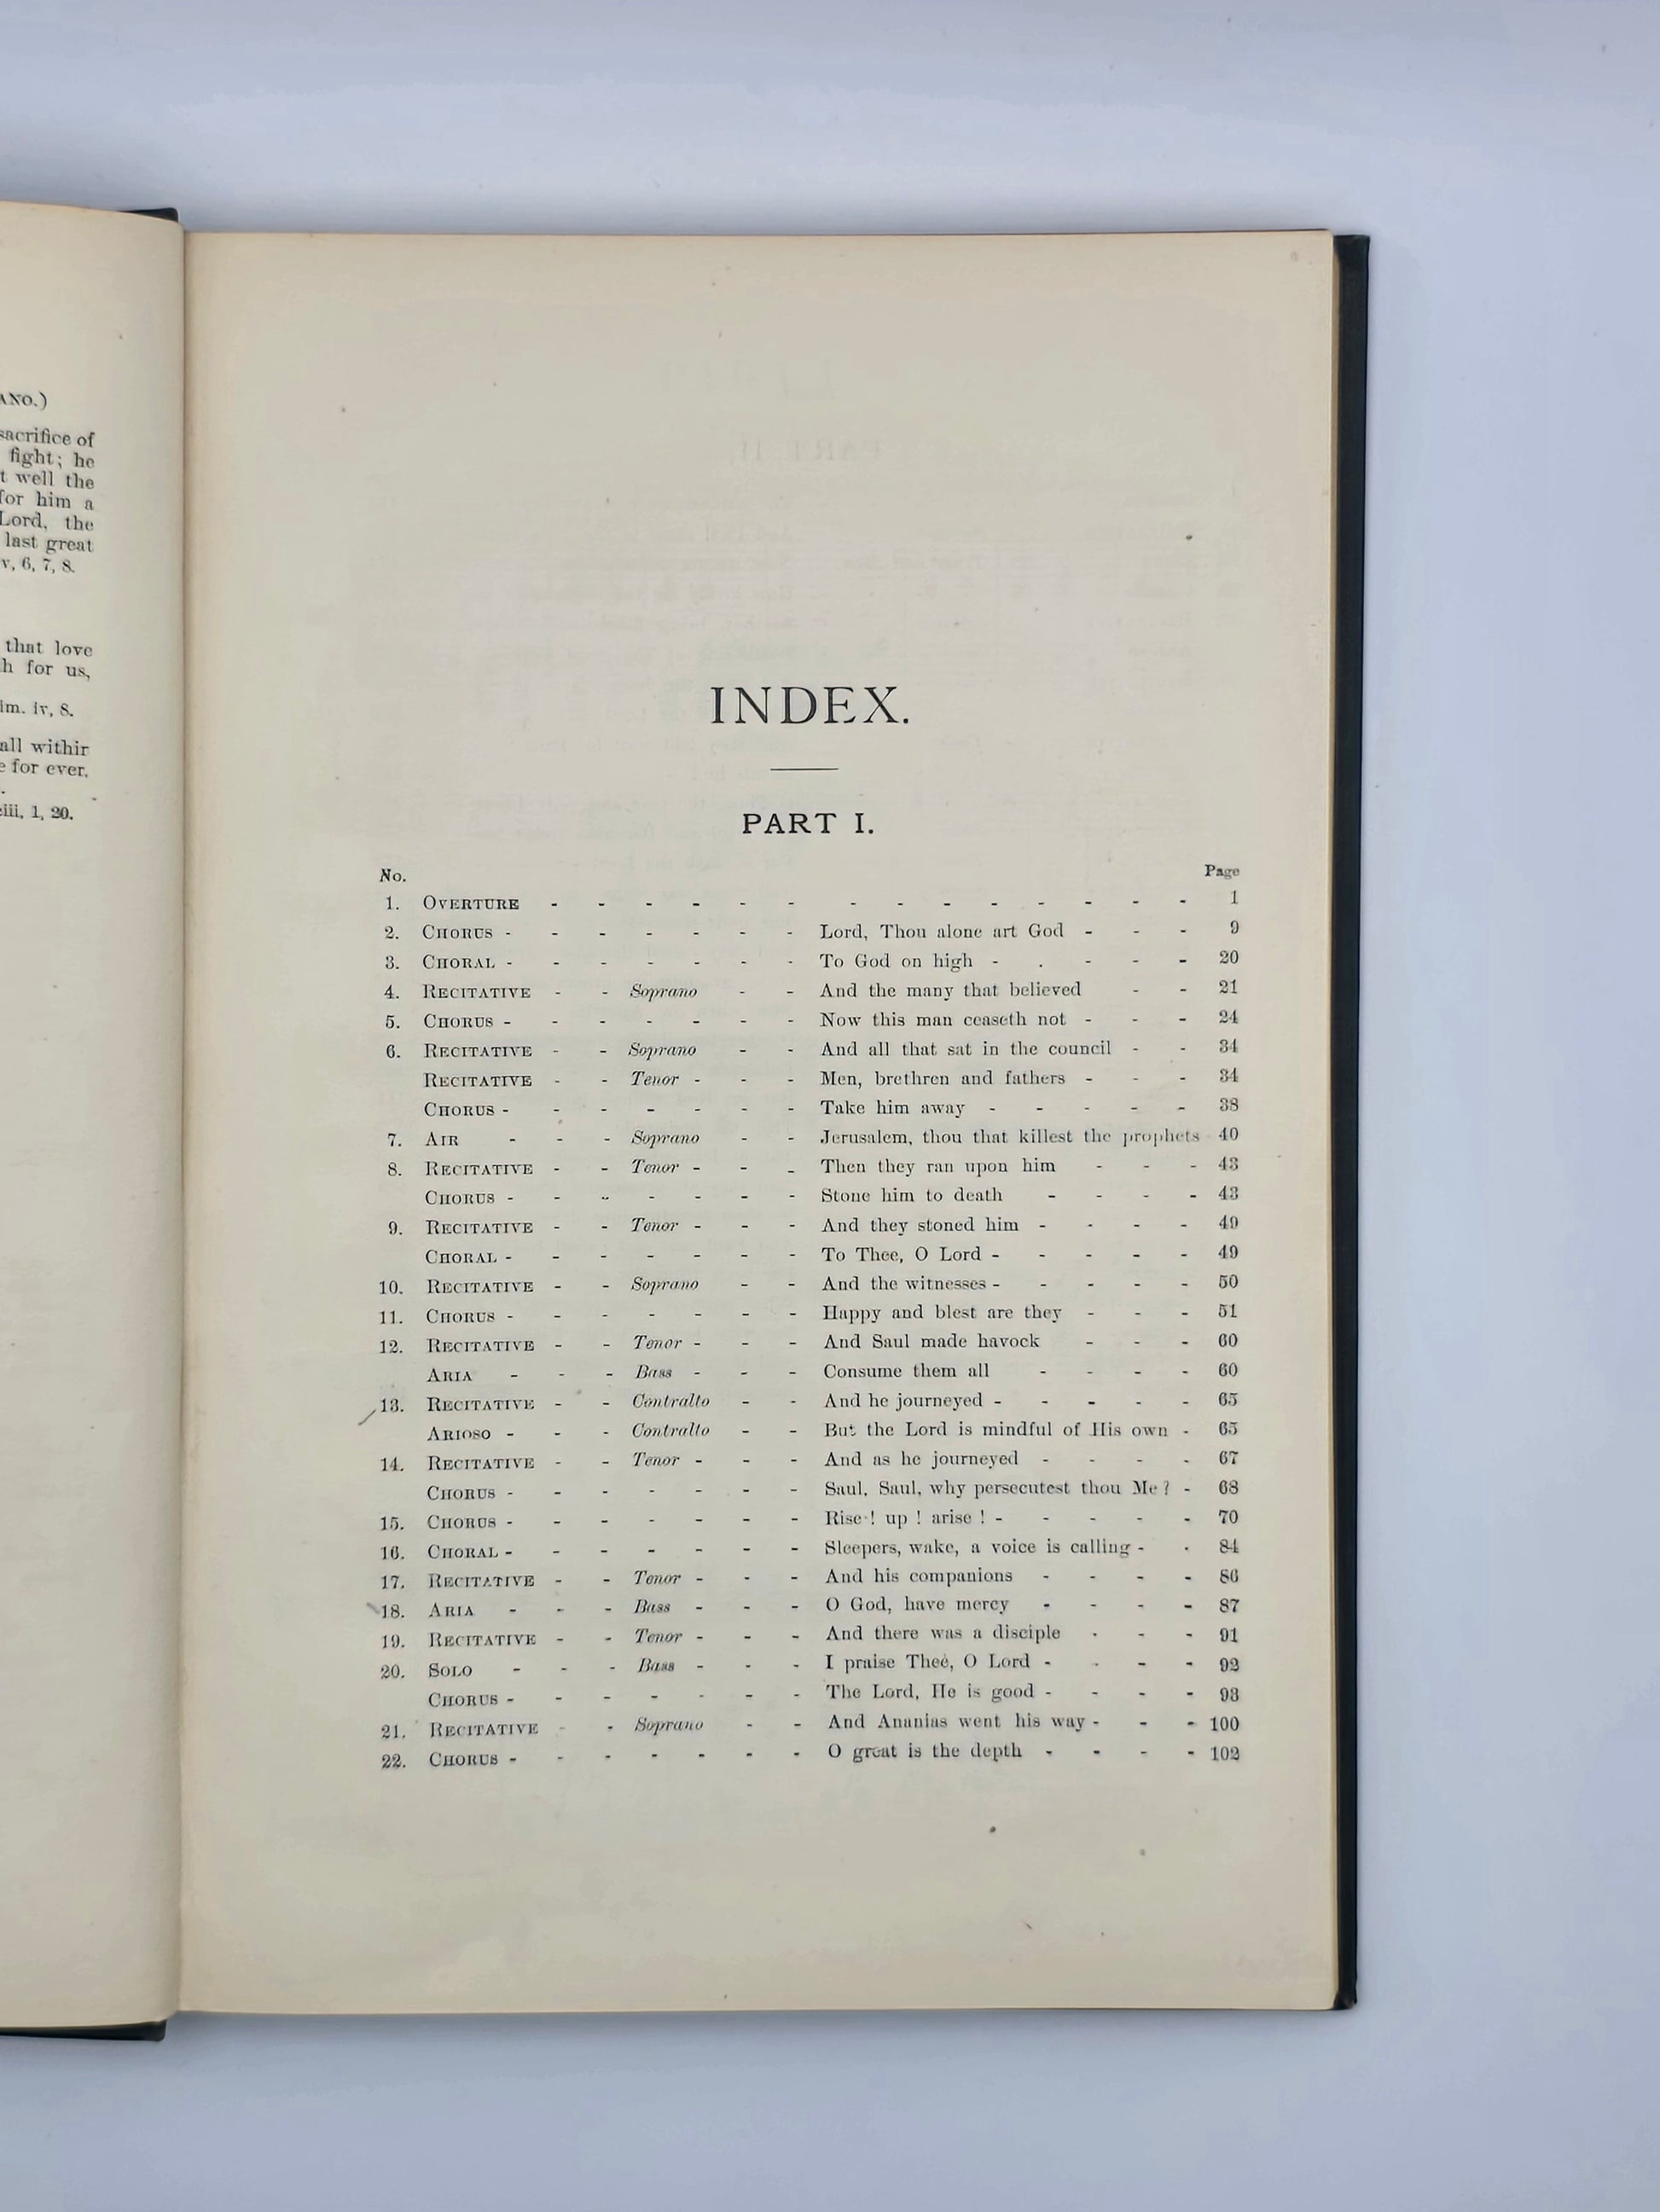 ANO.)
sacrifice of
fight; he
t well the
for him a
Lord, the
last great
v, 6, 7, 8.
that love
h for us,
im. iv, 8.
all within
e for ever.
iii, 1, 20.
INDEX.
PART I.
No. Page
1. OVERTURE - - - - - - - - - - - - - - 1
2. CHORUS - - - - - - - Lord, Thou alone art God - - - 9
3. CHORAL - - - - - - - To God on high - . - - - 20
4. RECITATIVE - - Soprano - - And the many that believed - - 21
5. CHORUS - - - - - - - Now this man ceaseth not - - - 24
6. RECITATIVE - - Soprano - - And all that sat in the council - - 34
RECITATIVE - - Tenor - - - Men, brethren and fathers - - - 34
CHORUS - - - - - - - Take him away - - - - - 38
7. AIR - - - Soprano - - Jerusalem, thou that killest the prophets 40
8. RECITATIVE - - Tenor - - - Then they ran upon him - - - 43
CHORUS - - - - - - - Stone him to death - - - - 43
9. RECITATIVE - - Tenor - - - And they stoned him - - - - 49
CHORAL - - - - - - - To Thee, O Lord - - - - - 49
10. RECITATIVE - - Soprano - - And the witnesses - - - - - 50
11. CHORUS - - - - - - - Happy and blest are they - - - 51
12. RECITATIVE - - Tenor - - - And Saul made havock - - - 60
ARIA - - - Bass - - - Consume them all - - - - 60
13. RECITATIVE - - Contralto - - And he journeyed - - - - - 65
ARIOSO - - - Contralto - - But the Lord is mindful of His own - 65
14. RECITATIVE - - Tenor - - - And as he journeyed - - - - 67
CHORUS - - - - - - - Saul, Saul, why persecutest thou Me? - 68
15. CHORUS - - - - - - - Rise! up! arise! - - - - - 70
16. CHORAL - - - - - - - Sleepers, wake, a voice is calling - - 84
17. RECITATIVE - - Tenor - - - And his companions - - - - 86
18. ARIA - - - Bass - - - O God, have mercy - - - - 87
19. RECITATIVE - - Tenor - - - And there was a disciple - - - 91
20. SOLO - - - Bass - - - I praise Thee, O Lord - - - - 92
CHORUS - - - - - - - The Lord, He is good - - - - 93
21. RECITATIVE - - Soprano - - And Ananias went his way - - - 100
22. CHORUS - - - - - - - O great is the depth - - - - 102